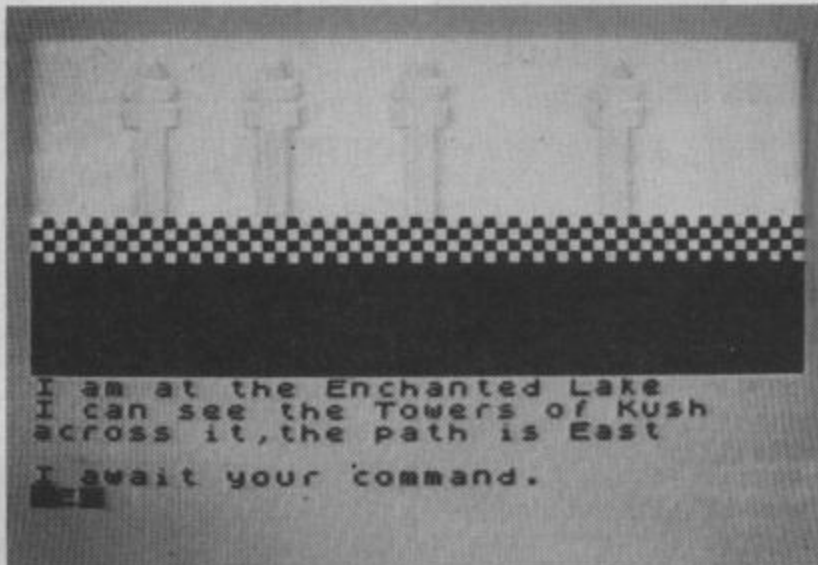 I am at the Enchanted Lake
I can see the Towers of Kush
across it,the path is East
I await your command.